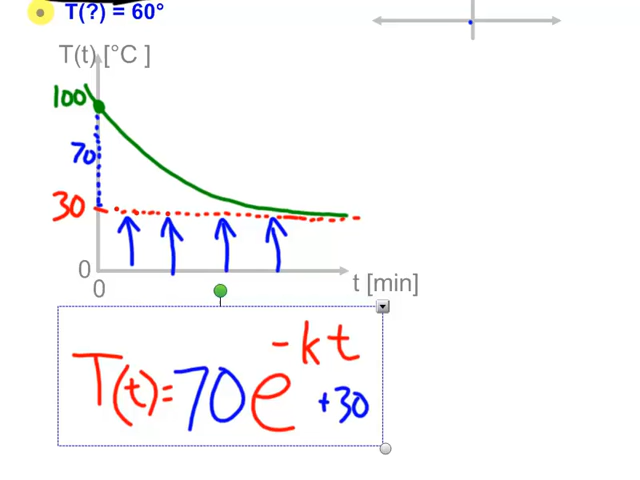 T(?) = 60°
T(t) [°C ]
100
70
30
0
0
t [min]
T(t) = 70e^{-kt} +30